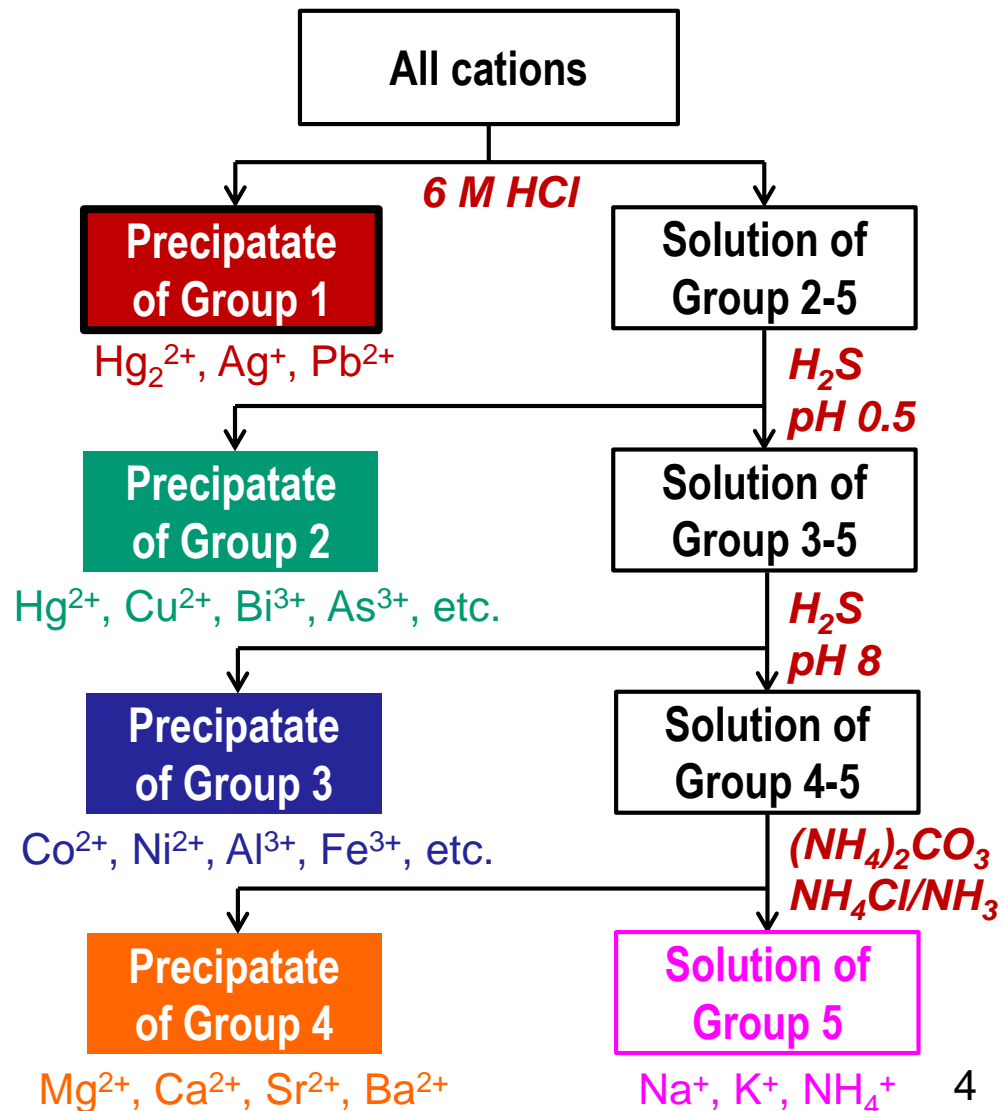 All cations
6 M HCl
Precipatate
of Group 1
Solution of
Group 2-5
Hg₂²⁺, Ag⁺, Pb²⁺
H₂S
pH 0.5
Precipatate
of Group 2
Solution of
Group 3-5
Hg²⁺, Cu²⁺, Bi³⁺, As³⁺, etc.
H₂S
pH 8
Precipatate
of Group 3
Solution of
Group 4-5
Co²⁺, Ni²⁺, Al³⁺, Fe³⁺, etc.
(NH₄)₂CO₃
NH₄Cl/NH₃
Precipatate
of Group 4
Solution of
Group 5
Mg²⁺, Ca²⁺, Sr²⁺, Ba²⁺
Na⁺, K⁺, NH₄⁺
4